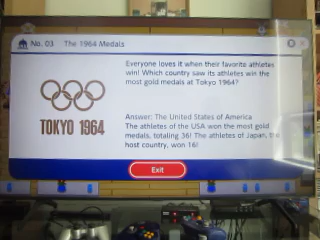 No. 03 The 1964 Medals
Everyone loves it when their favorite athletes
win! Which country saw its athletes win the
most gold medals at Tokyo 1964?
TOKYO 1964
Answer: The United States of America
The athletes of the USA won the most gold
medals, totaling 36! The athletes of Japan, the
host country, won 16!
Exit